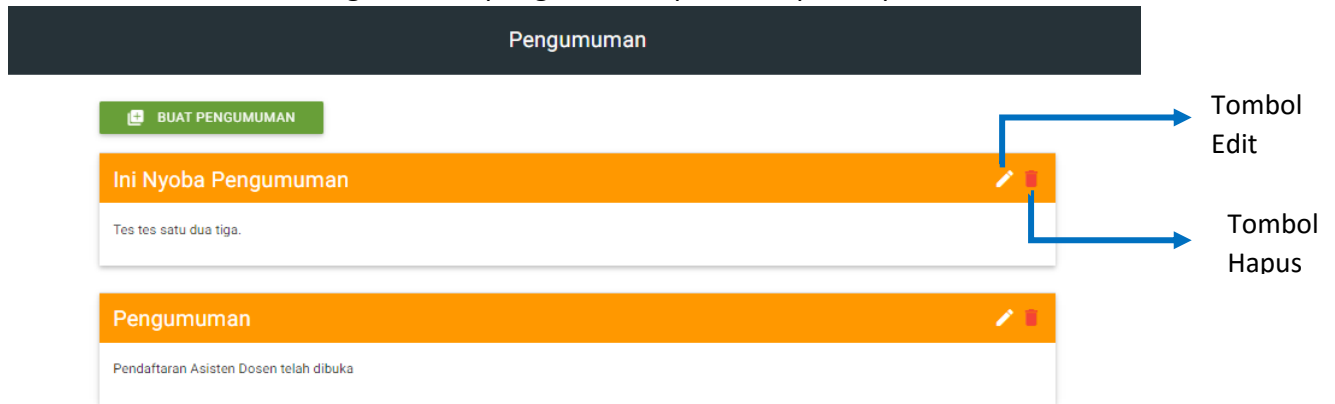 Pengumuman
BUAT PENGUMUMAN
Tombol
Edit
Ini Nyoba Pengumuman
Tes tes satu dua tiga.
Tombol
Hapus
Pengumuman
Pendaftaran Asisten Dosen telah dibuka